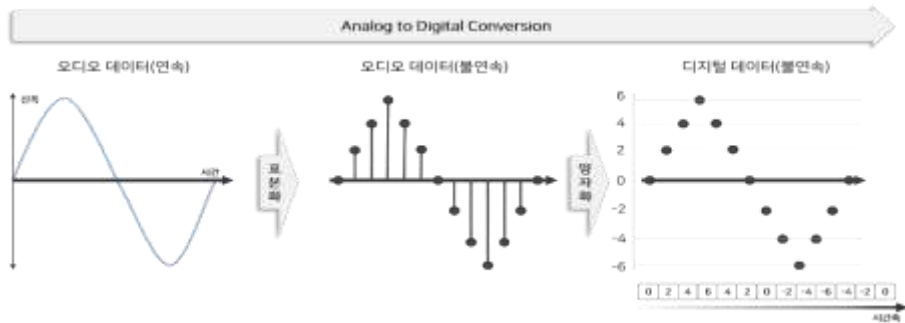 Analog to Digital Conversion
오디오 데이터(연속)
오디오 데이터(불연속)
디지털 데이터(불연속)
진폭
시간
표본화
양자화
6
4
2
0
-2
-4
-6
0 2 4 6 4 2 0 -2 -4 -6 -4 -2 0
시간축